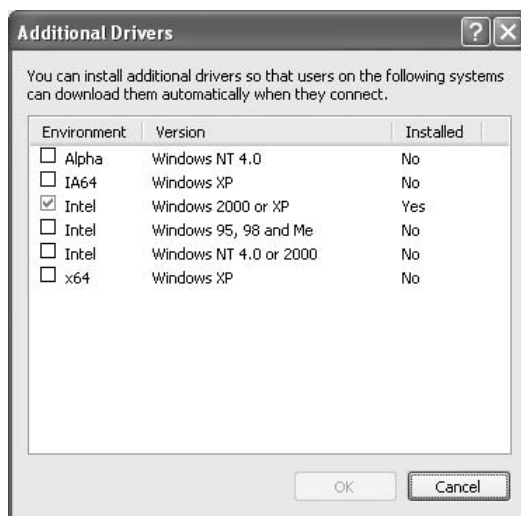 Additional Drivers
You can install additional drivers so that users on the following systems
can download them automatically when they connect.
Environment Version Installed
Alpha Windows NT 4.0 No
IA64 Windows XP No
Intel Windows 2000 or XP Yes
Intel Windows 95, 98 and Me No
Intel Windows NT 4.0 or 2000 No
x64 Windows XP No
OK Cancel